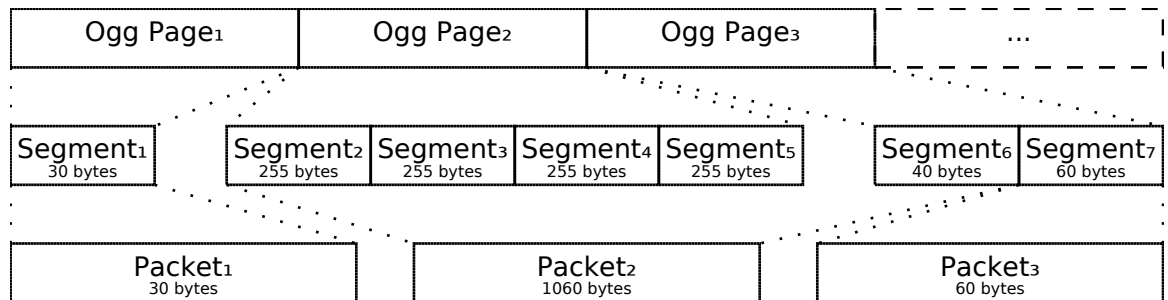 Ogg Page₁ Ogg Page₂ Ogg Page₃ ...
Segment₁ Segment₂ Segment₃ Segment₄ Segment₅ Segment₆ Segment₇
30 bytes 255 bytes 255 bytes 255 bytes 255 bytes 40 bytes 60 bytes
Packet₁ Packet₂ Packet₃
30 bytes 1060 bytes 60 bytes